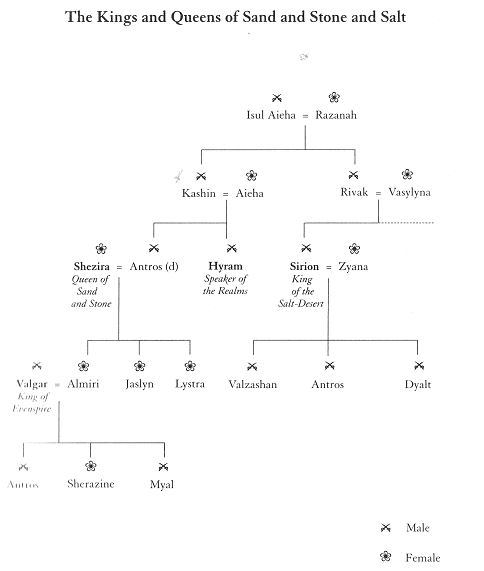 The Kings and Queens of Sand and Stone and Salt
Isul Aieha = Razanah
Kashin = Aieha
Rivak = Vasylyna
Shezira = Antros (d)
Queen of
Sand
and Stone
Hyram
Speaker of
the Realms
Sirion = Zyana
King
of the
Salt-Desert
Valgar = Almiri
King of
Evenspire
Jaslyn
Lystra
Valzashan
Antros
Dyalt
Antros
Sherazine
Myal
Male
Female